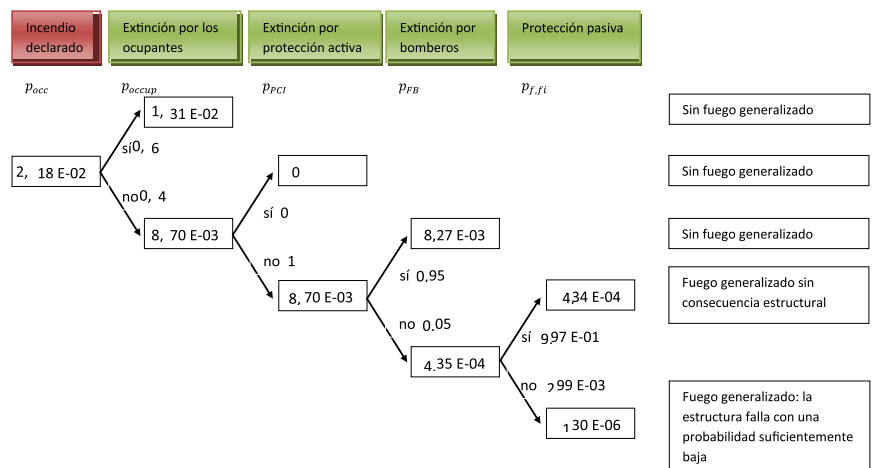 Incendio declarado
Extinción por los ocupantes
Extinción por protección activa
Extinción por bomberos
Protección pasiva
p_occ
p_occup
p_PCI
p_FB
p_f,fi
1, 31 E-02
Sin fuego generalizado
sí0, 6
2, 18 E-02
0
Sin fuego generalizado
no0, 4
sí 0
8, 70 E-03
8,27 E-03
Sin fuego generalizado
no 1
sí 0,95
Fuego generalizado sin
consecuencia estructural
8, 70 E-03
4,34 E-04
no 0.05
sí 9,97 E-01
4.35 E-04
no 2 99 E-03
Fuego generalizado: la
estructura falla con una
probabilidad suficientemente
baja
1 30 E-06